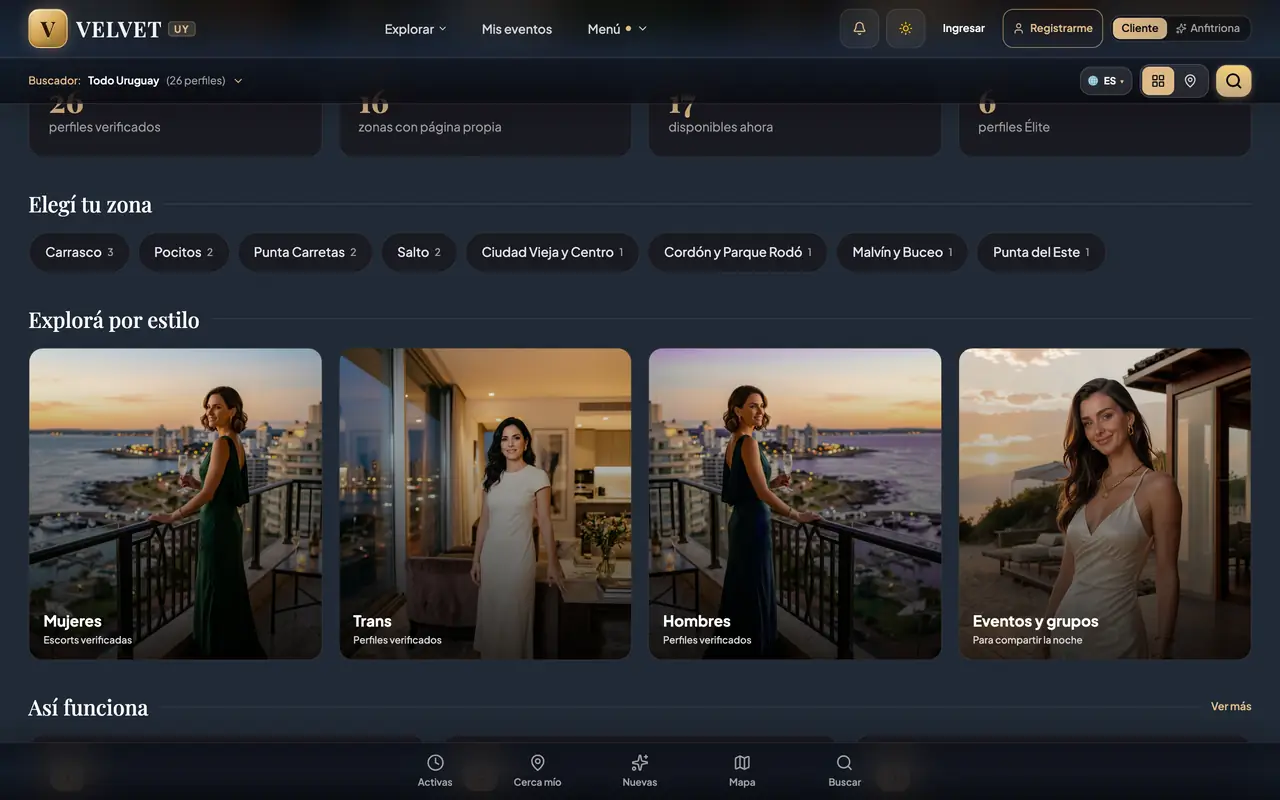 V VELVET UY
Explorar
Mis eventos
Menú
Ingresar
Registrarme
Cliente
Anfitriona
Buscador: Todo Uruguay (26 perfiles)
ES
26
perfiles verificados
16
zonas con página propia
17
disponibles ahora
6
perfiles Élite
Elegí tu zona
Carrasco 3
Pocitos 2
Punta Carretas 2
Salto 2
Ciudad Vieja y Centro 1
Cordón y Parque Rodó 1
Malvín y Buceo 1
Punta del Este 1
Explorá por estilo
Mujeres
Escorts verificadas
Trans
Perfiles verificados
Hombres
Perfiles verificados
Eventos y grupos
Para compartir la noche
Así funciona
Ver más
Activas
Cerca mío
Nuevas
Mapa
Buscar